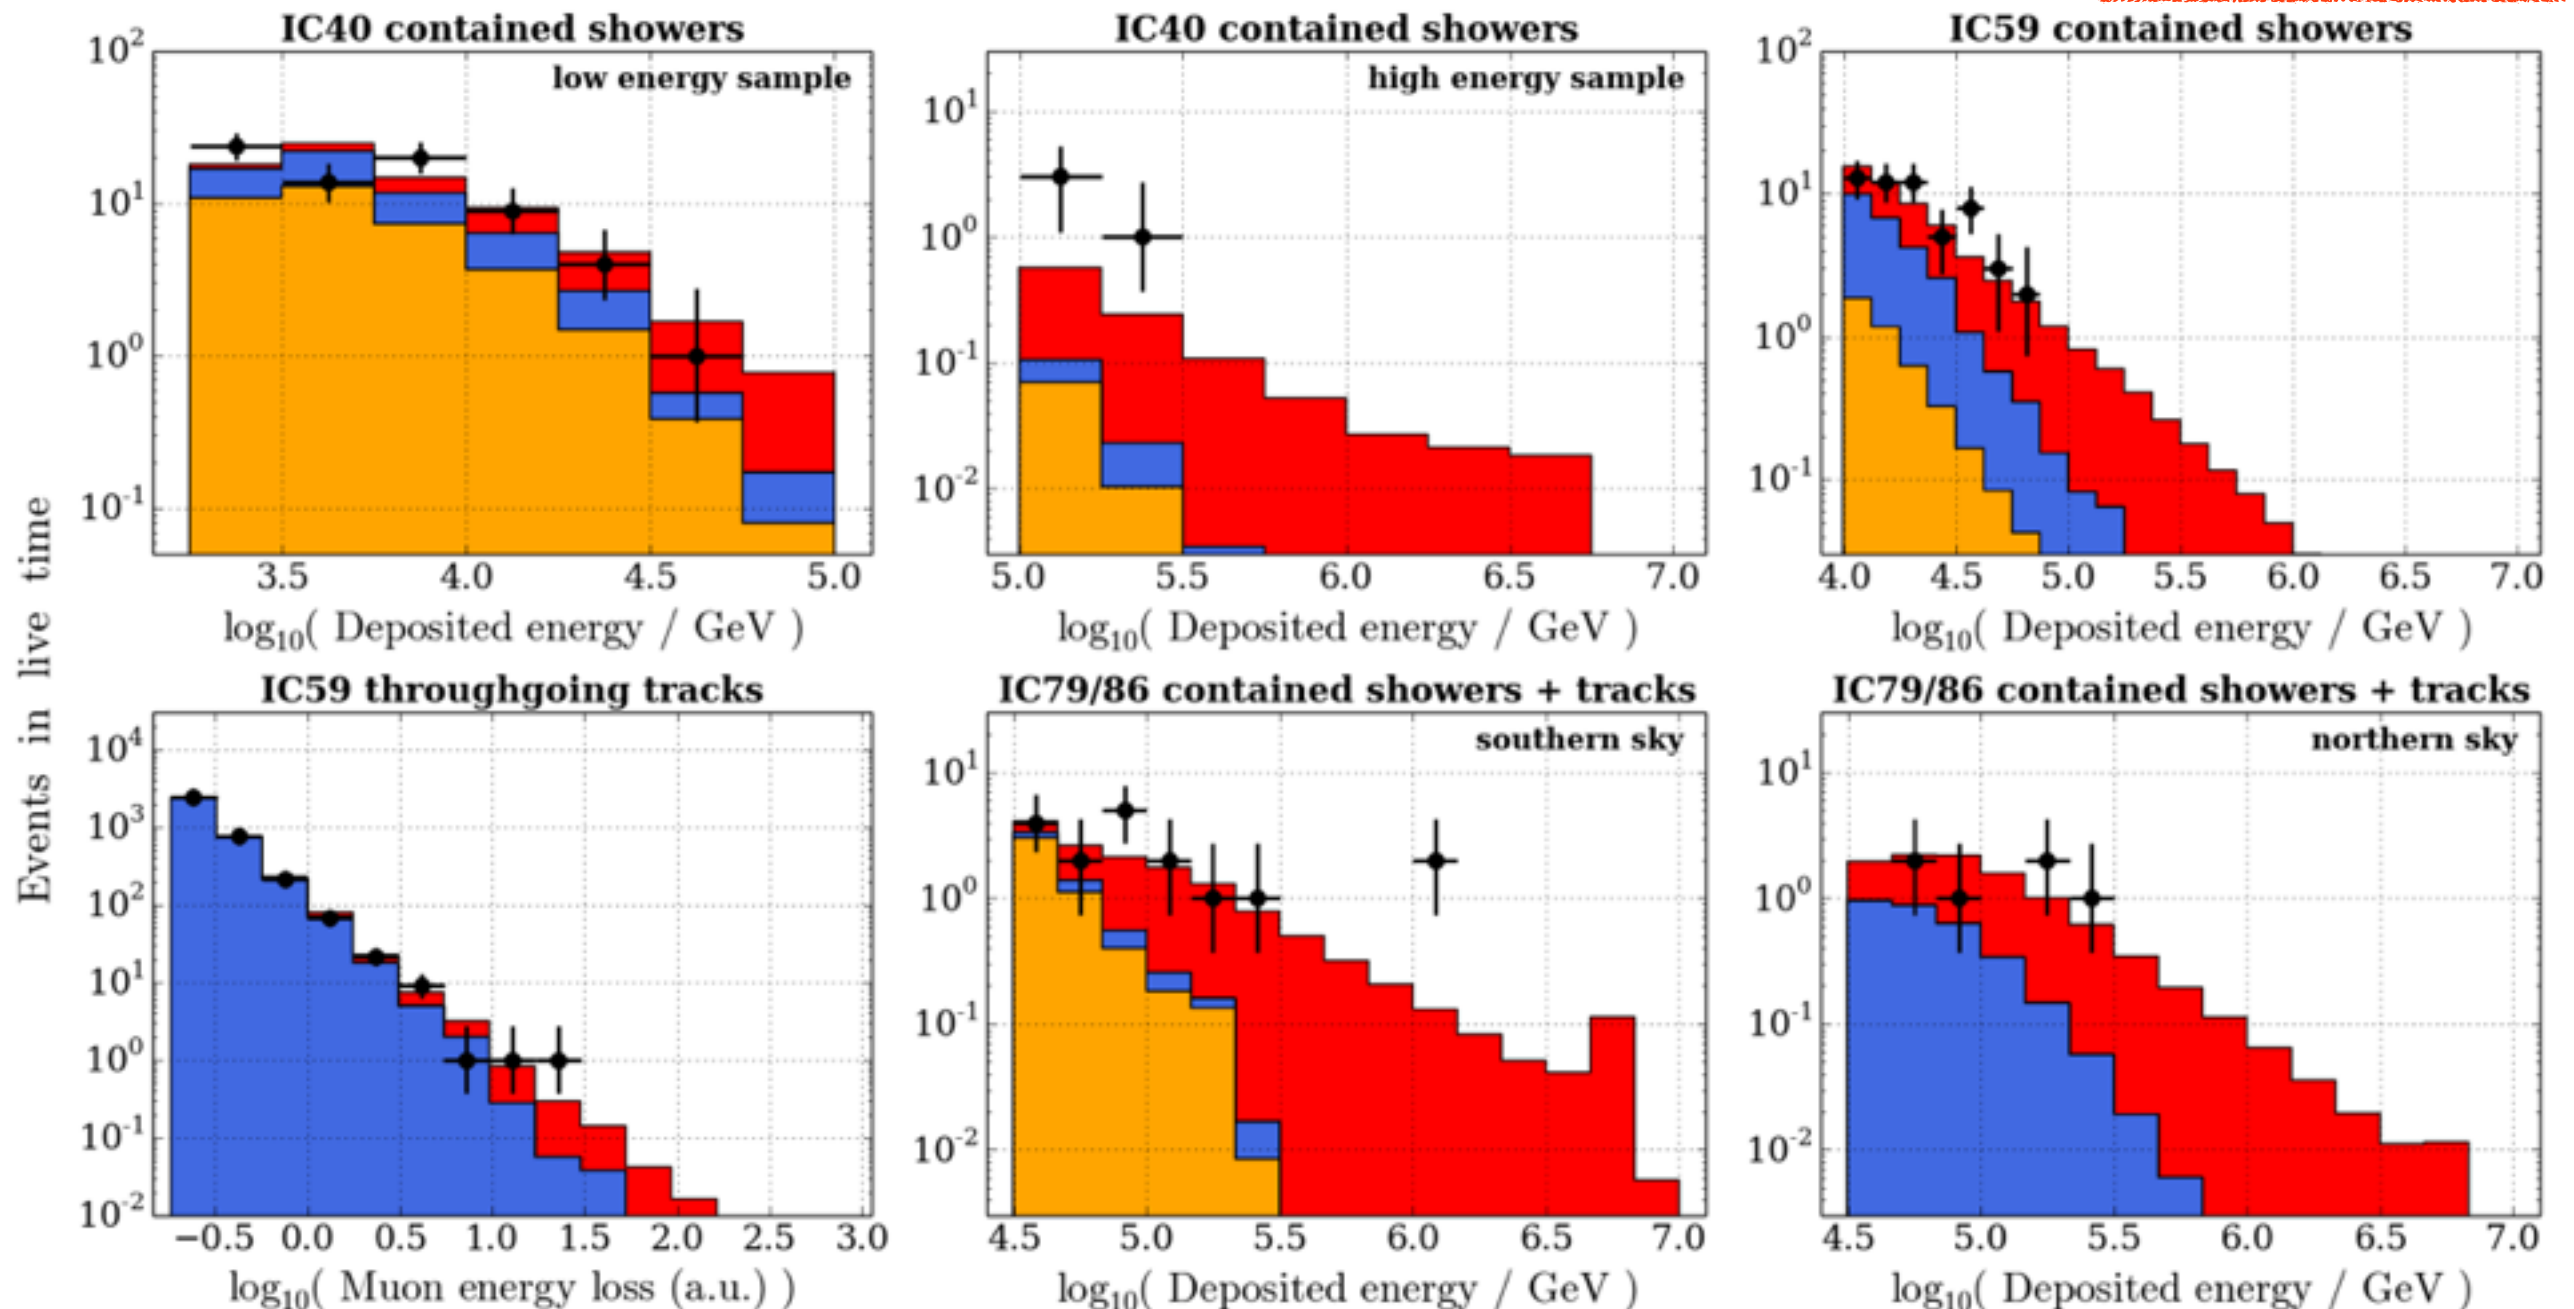 IC40 contained showers
low energy sample
10²
10¹
10⁰
10⁻¹
3.5 4.0 4.5 5.0
log₁₀( Deposited energy / GeV )
IC40 contained showers
high energy sample
10¹
10⁰
10⁻¹
10⁻²
5.0 5.5 6.0 6.5 7.0
log₁₀( Deposited energy / GeV )
IC59 contained showers
10²
10¹
10⁰
10⁻¹
4.0 4.5 5.0 5.5 6.0 6.5 7.0
log₁₀( Deposited energy / GeV )
Events in live time
IC59 throughgoing tracks
10⁴
10³
10²
10¹
10⁰
10⁻¹
10⁻²
−0.5 0.0 0.5 1.0 1.5 2.0 2.5 3.0
log₁₀( Muon energy loss (a.u.) )
IC79/86 contained showers + tracks
southern sky
10¹
10⁰
10⁻¹
10⁻²
4.5 5.0 5.5 6.0 6.5 7.0
log₁₀( Deposited energy / GeV )
IC79/86 contained showers + tracks
northern sky
10¹
10⁰
10⁻¹
10⁻²
4.5 5.0 5.5 6.0 6.5 7.0
log₁₀( Deposited energy / GeV )